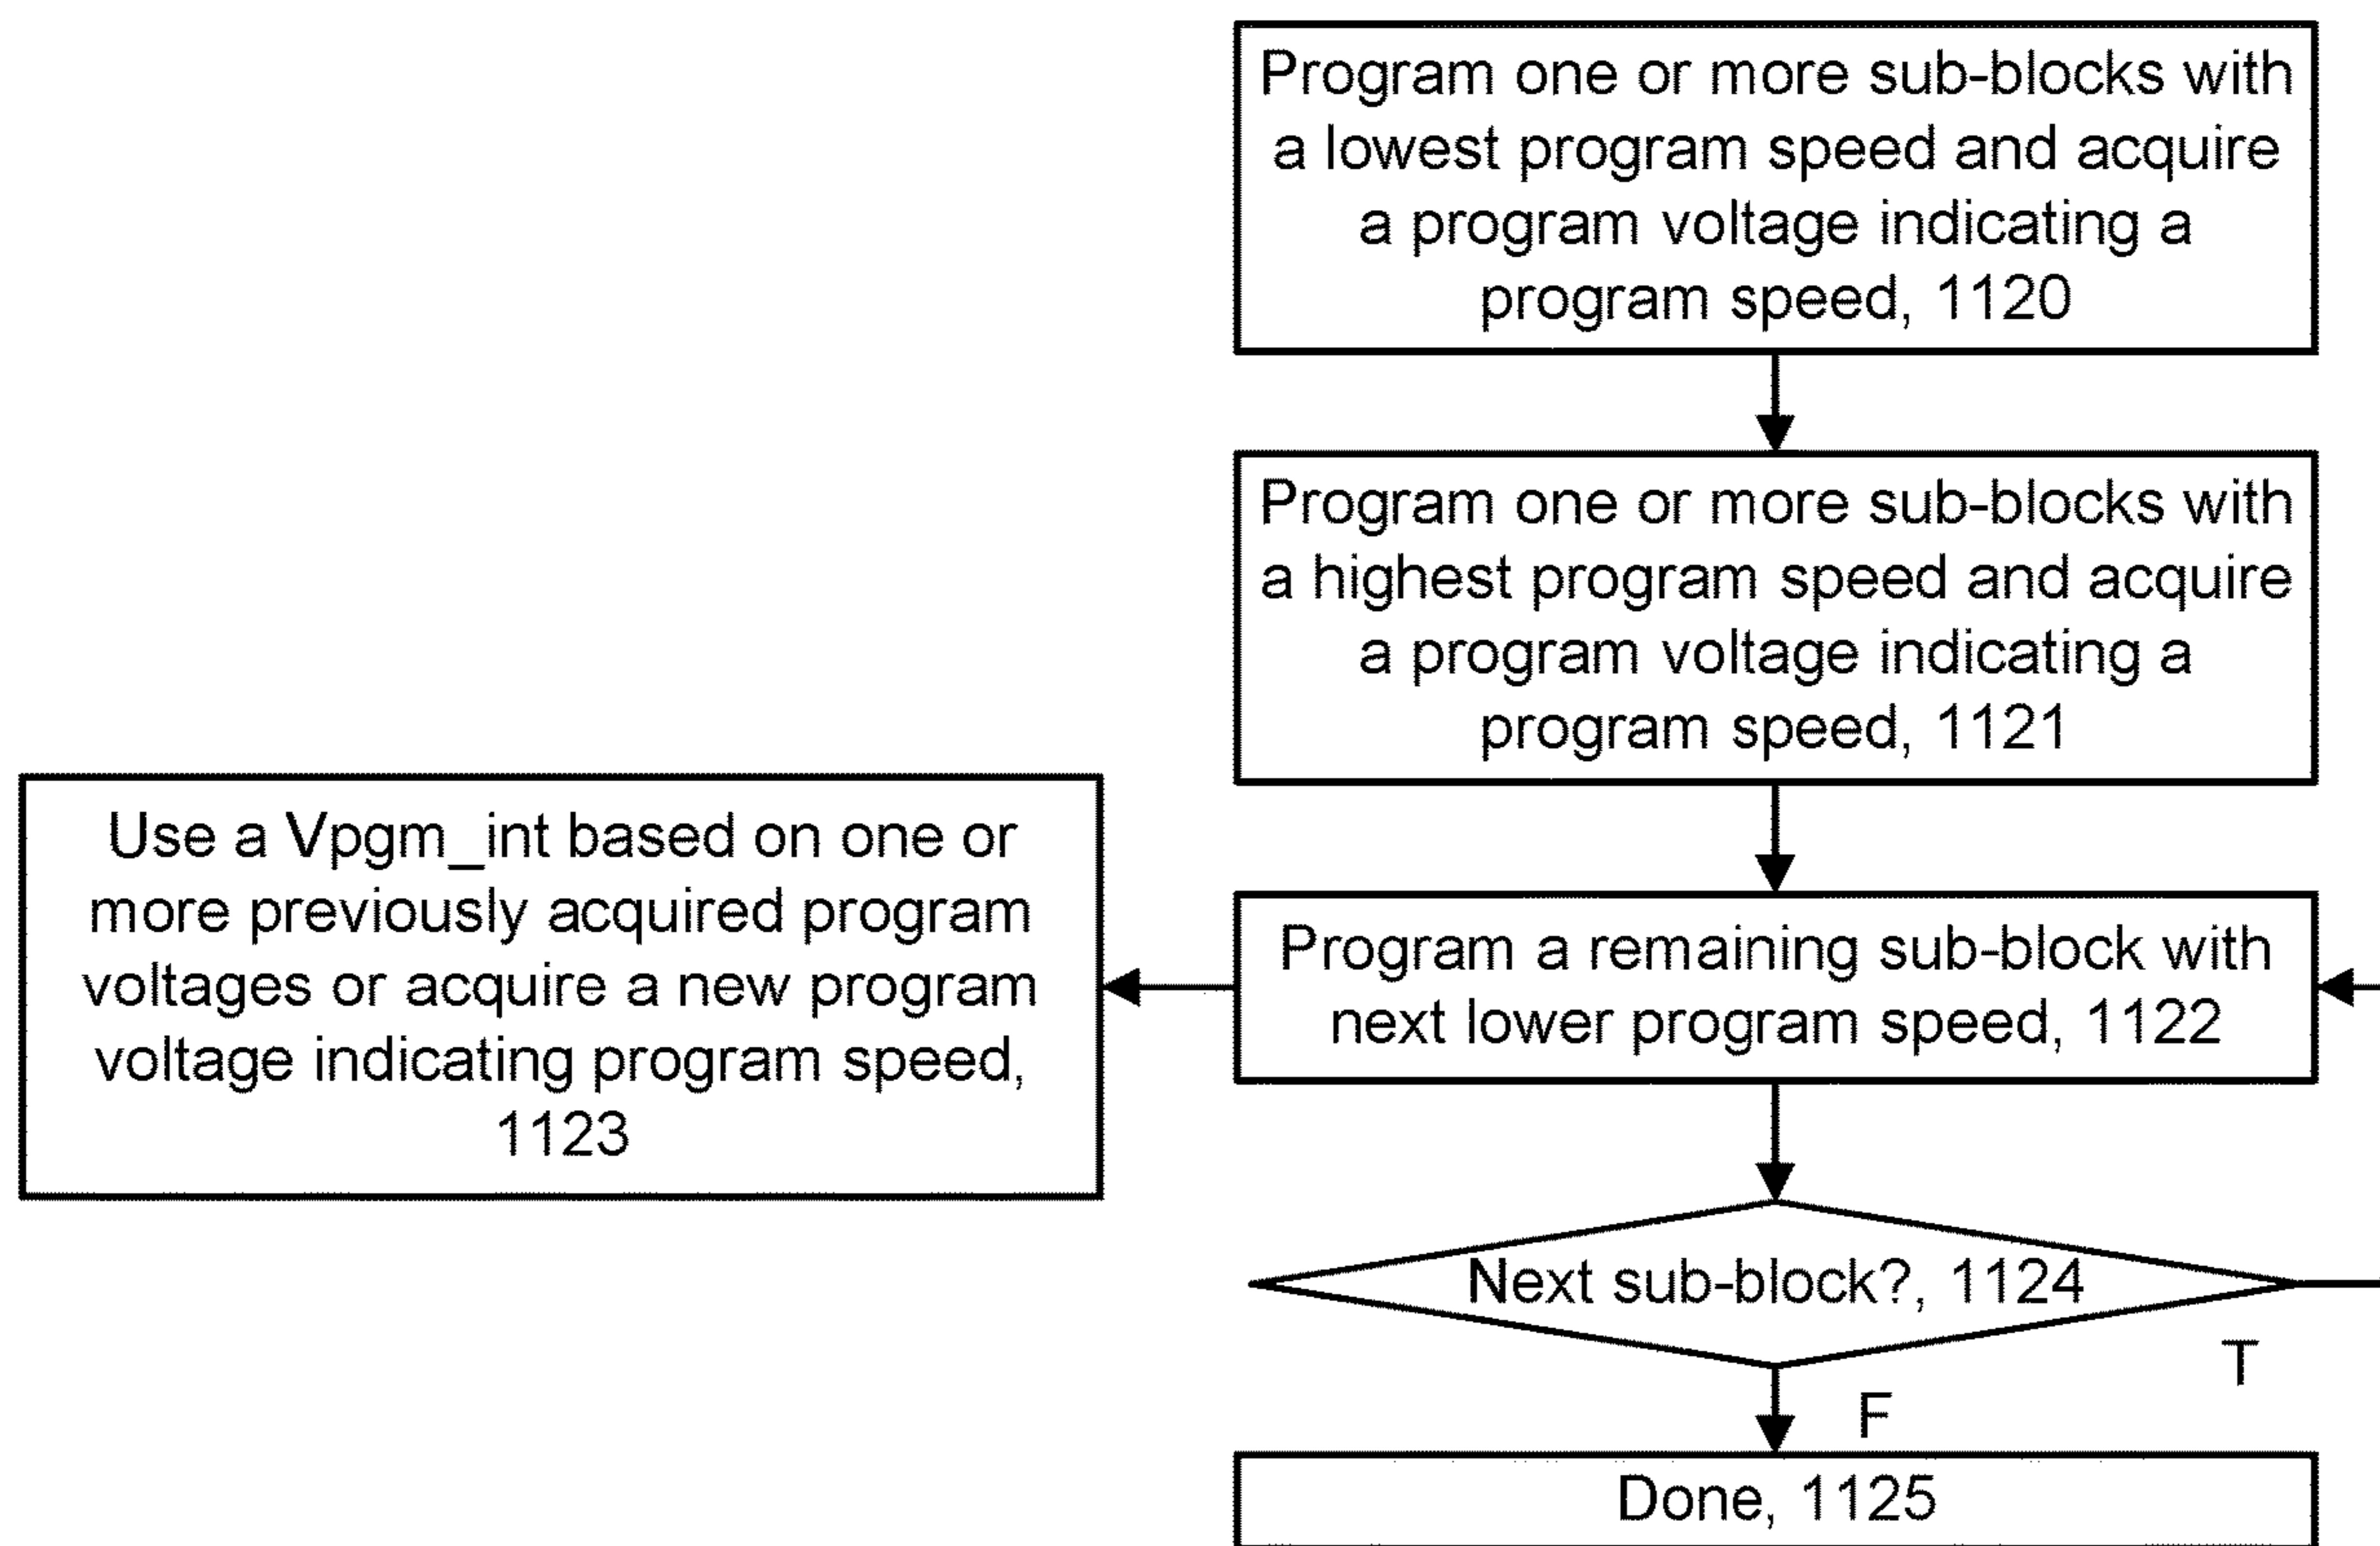 Program one or more sub-blocks with
a lowest program speed and acquire
a program voltage indicating a
program speed, 1120
Program one or more sub-blocks with
a highest program speed and acquire
a program voltage indicating a
program speed, 1121
Use a Vpgm_int based on one or
more previously acquired program
voltages or acquire a new program
voltage indicating program speed,
1123
Program a remaining sub-block with
next lower program speed, 1122
Next sub-block?, 1124
T
F
Done, 1125